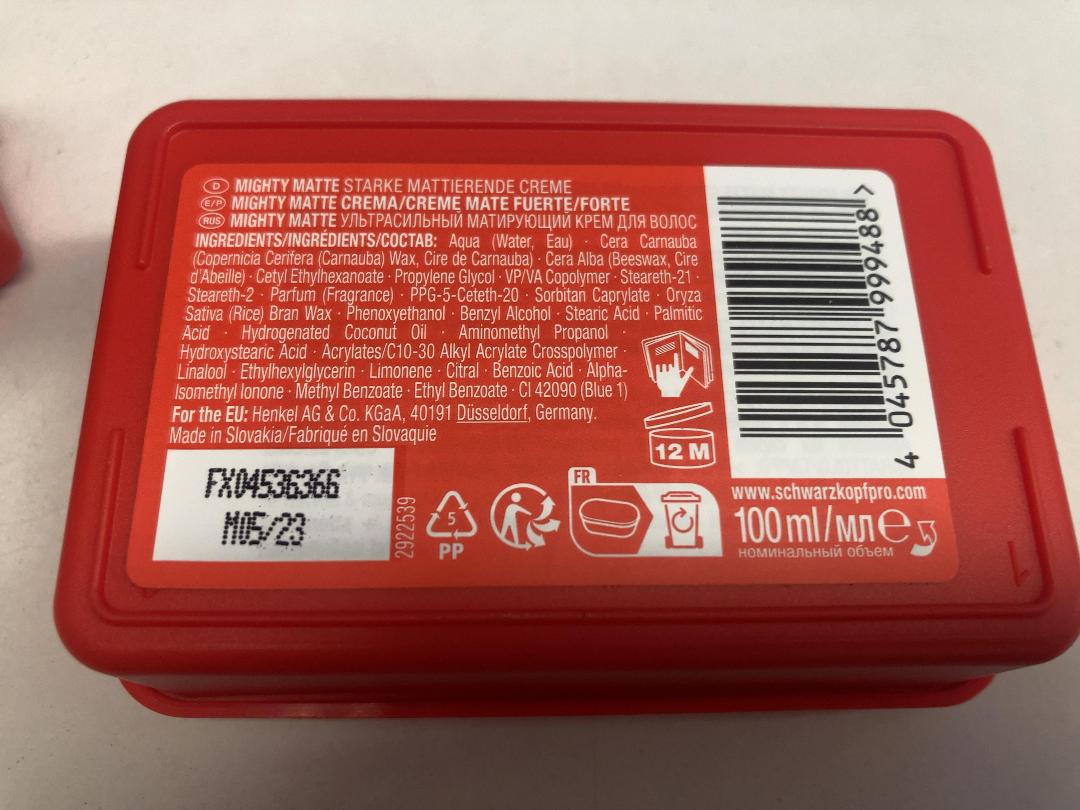 D MIGHTY MATTE STARKE MATTIERENDE CREME
E/P MIGHTY MATTE CREMA/CREME MATE FUERTE/FORTE
RUS MIGHTY MATTE УЛЬТРАСИЛЬНЫЙ МАТИРУЮЩИЙ КРЕМ ДЛЯ ВОЛОС
INGREDIENTS/INGRÉDIENTS/СОСТАВ: Aqua (Water, Eau) · Cera Carnauba
(Copernicia Cerifera (Carnauba) Wax, Cire de Carnauba) · Cera Alba (Beeswax, Cire
d'Abeille) · Cetyl Ethylhexanoate · Propylene Glycol · VP/VA Copolymer · Steareth-21 ·
Steareth-2 · Parfum (Fragrance) · PPG-5-Ceteth-20 · Sorbitan Caprylate · Oryza
Sativa (Rice) Bran Wax · Phenoxyethanol · Benzyl Alcohol · Stearic Acid · Palmitic
Acid · Hydrogenated Coconut Oil · Aminomethyl Propanol ·
Hydroxystearic Acid · Acrylates/C10-30 Alkyl Acrylate Crosspolymer ·
Linalool · Ethylhexylglycerin · Limonene · Citral · Benzoic Acid · Alpha-
Isomethyl Ionone · Methyl Benzoate · Ethyl Benzoate · CI 42090 (Blue 1)
For the EU: Henkel AG & Co. KGaA, 40191 Düsseldorf, Germany.
Made in Slovakia/Fabriqué en Slovaquie
FX04536366
M05/23
2922539
5
PP
FR
12 M
4 045787 999488 >
www.schwarzkopfpro.com
100 ml/мл e
номинальный объем
1